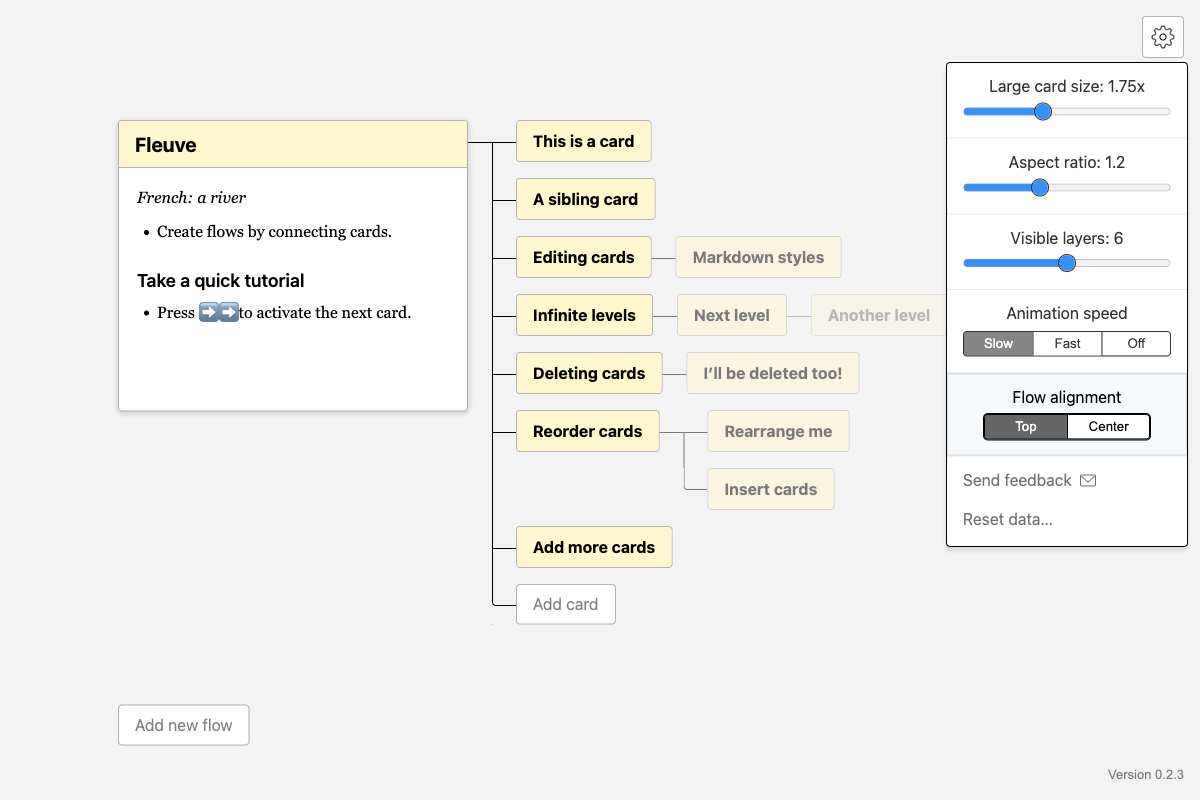 Fleuve
French: a river
• Create flows by connecting cards.
Take a quick tutorial
• Press ➡️➡️to activate the next card.
This is a card
A sibling card
Editing cards
Markdown styles
Infinite levels
Next level
Another level
Deleting cards
I’ll be deleted too!
Reorder cards
Rearrange me
Insert cards
Add more cards
Add card
Add new flow
Large card size: 1.75x
Aspect ratio: 1.2
Visible layers: 6
Animation speed
Slow Fast Off
Flow alignment
Top Center
Send feedback
Reset data...
Version 0.2.3